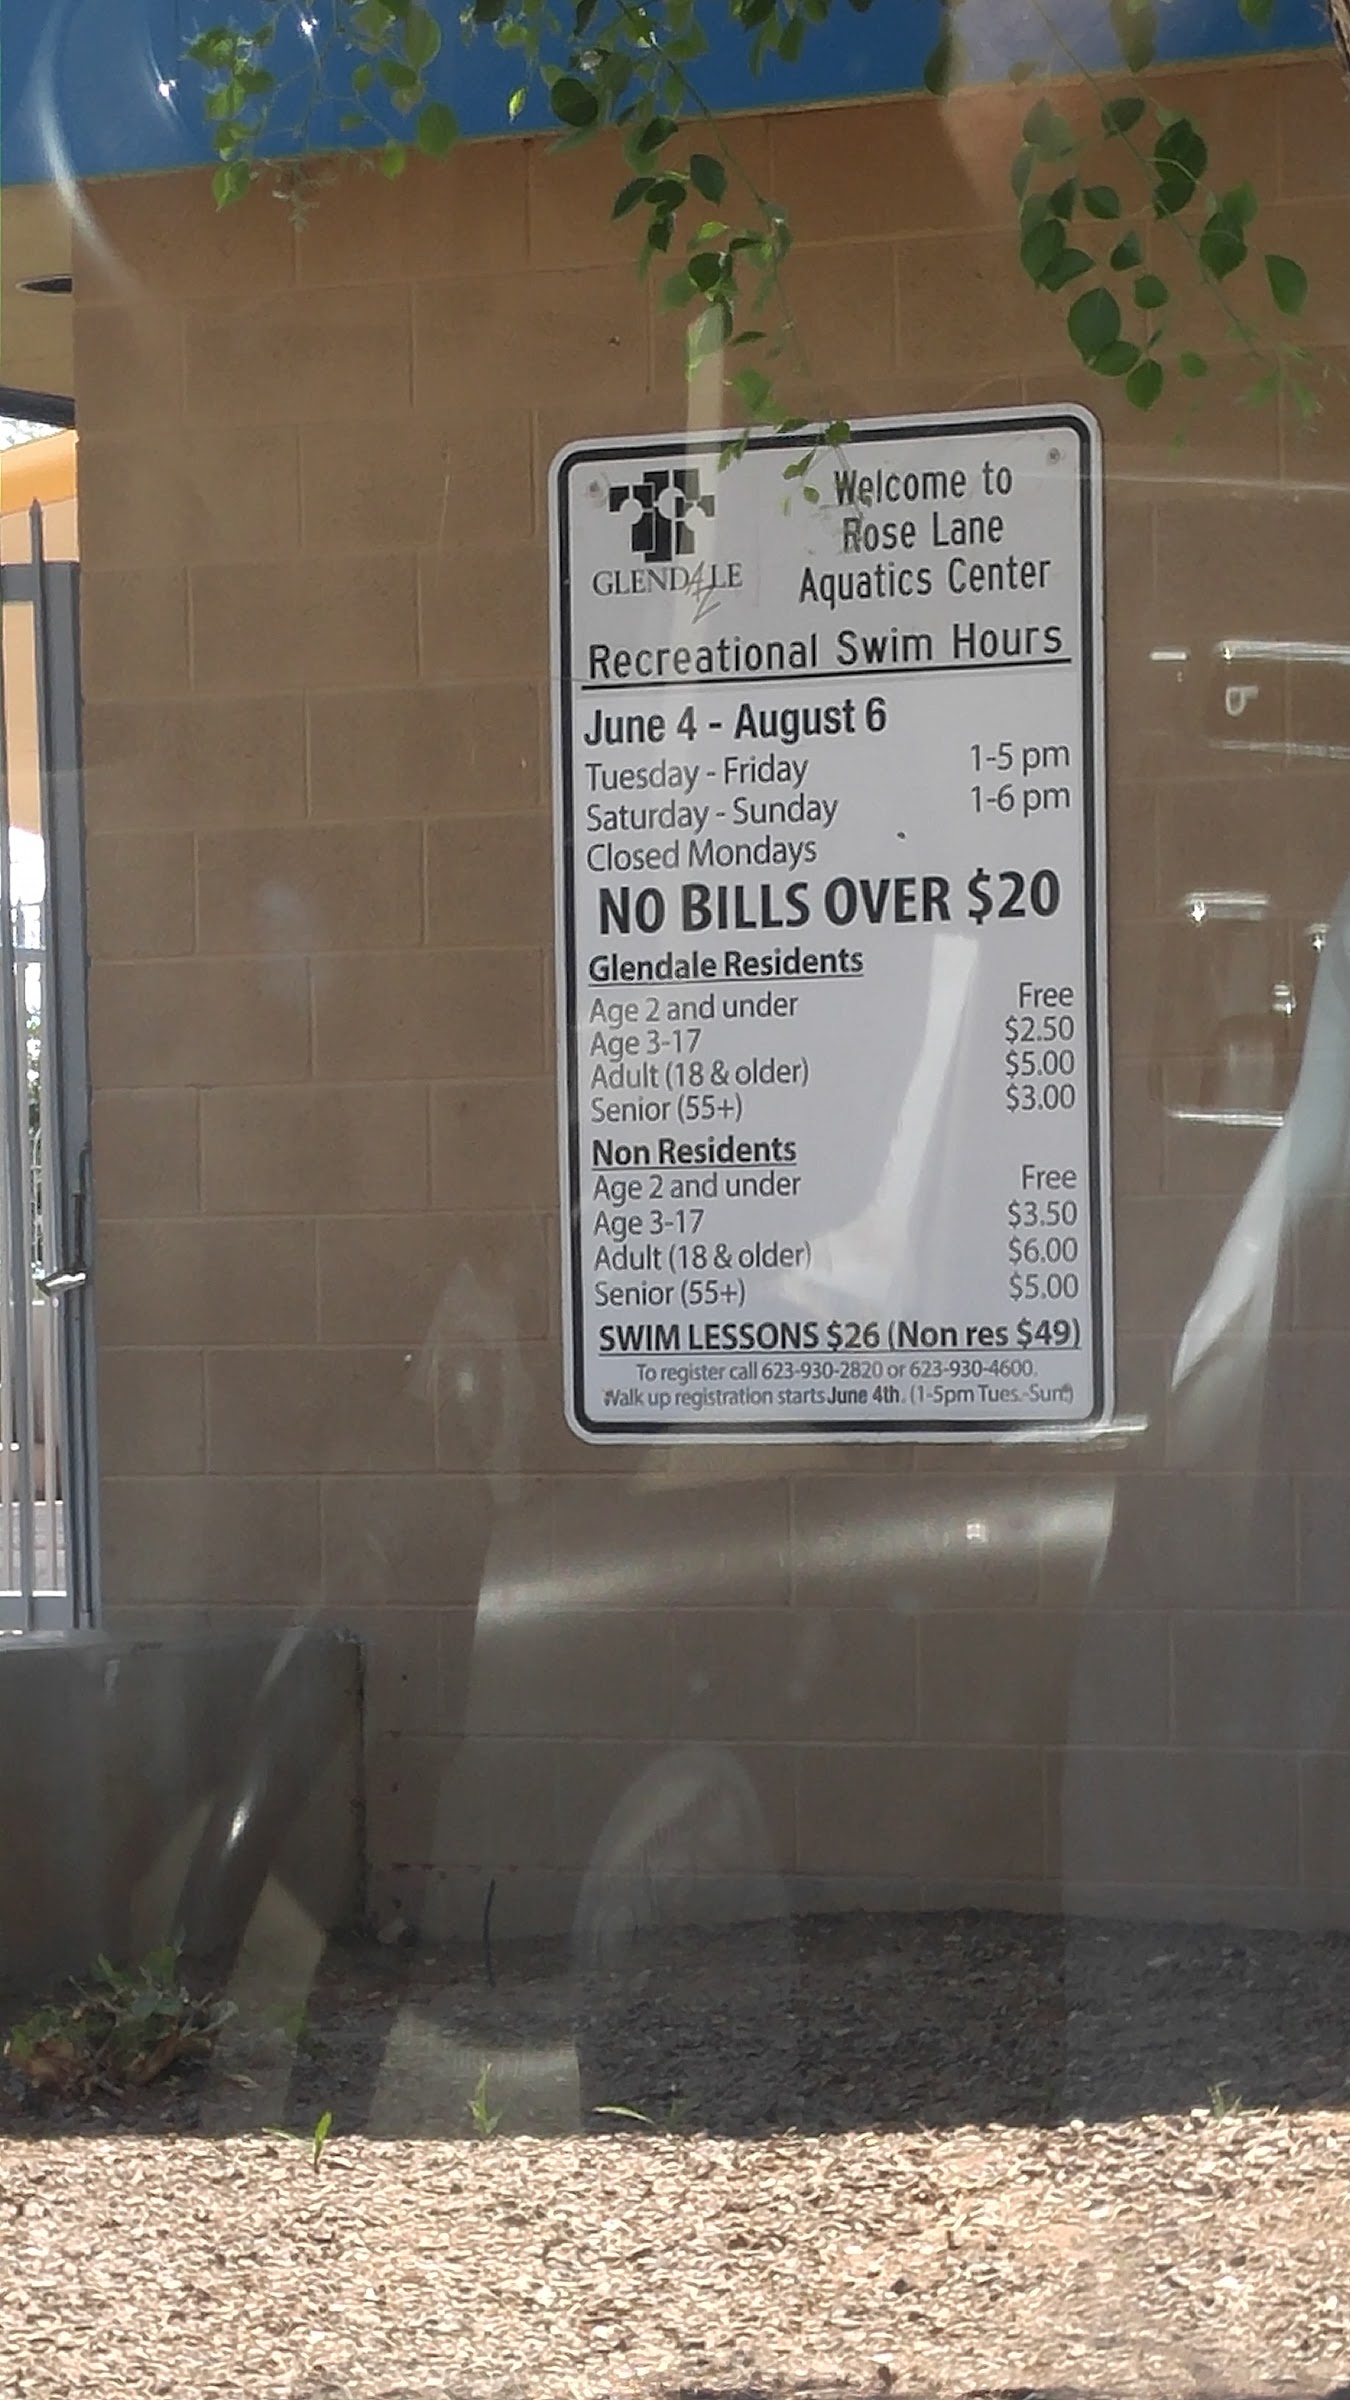 GLENDALE
AZ
Welcome to
Rose Lane
Aquatics Center
Recreational Swim Hours
June 4 - August 6
Tuesday - Friday 1-5 pm
Saturday - Sunday 1-6 pm
Closed Mondays
NO BILLS OVER $20
Glendale Residents
Age 2 and under Free
Age 3-17 $2.50
Adult (18 & older) $5.00
Senior (55+) $3.00
Non Residents
Age 2 and under Free
Age 3-17 $3.50
Adult (18 & older) $6.00
Senior (55+) $5.00
SWIM LESSONS $26 (Non res $49)
To register call 623-930-2820 or 623-930-4600.
Walk up registration starts June 4th. (1-5pm Tues.-Sun.)